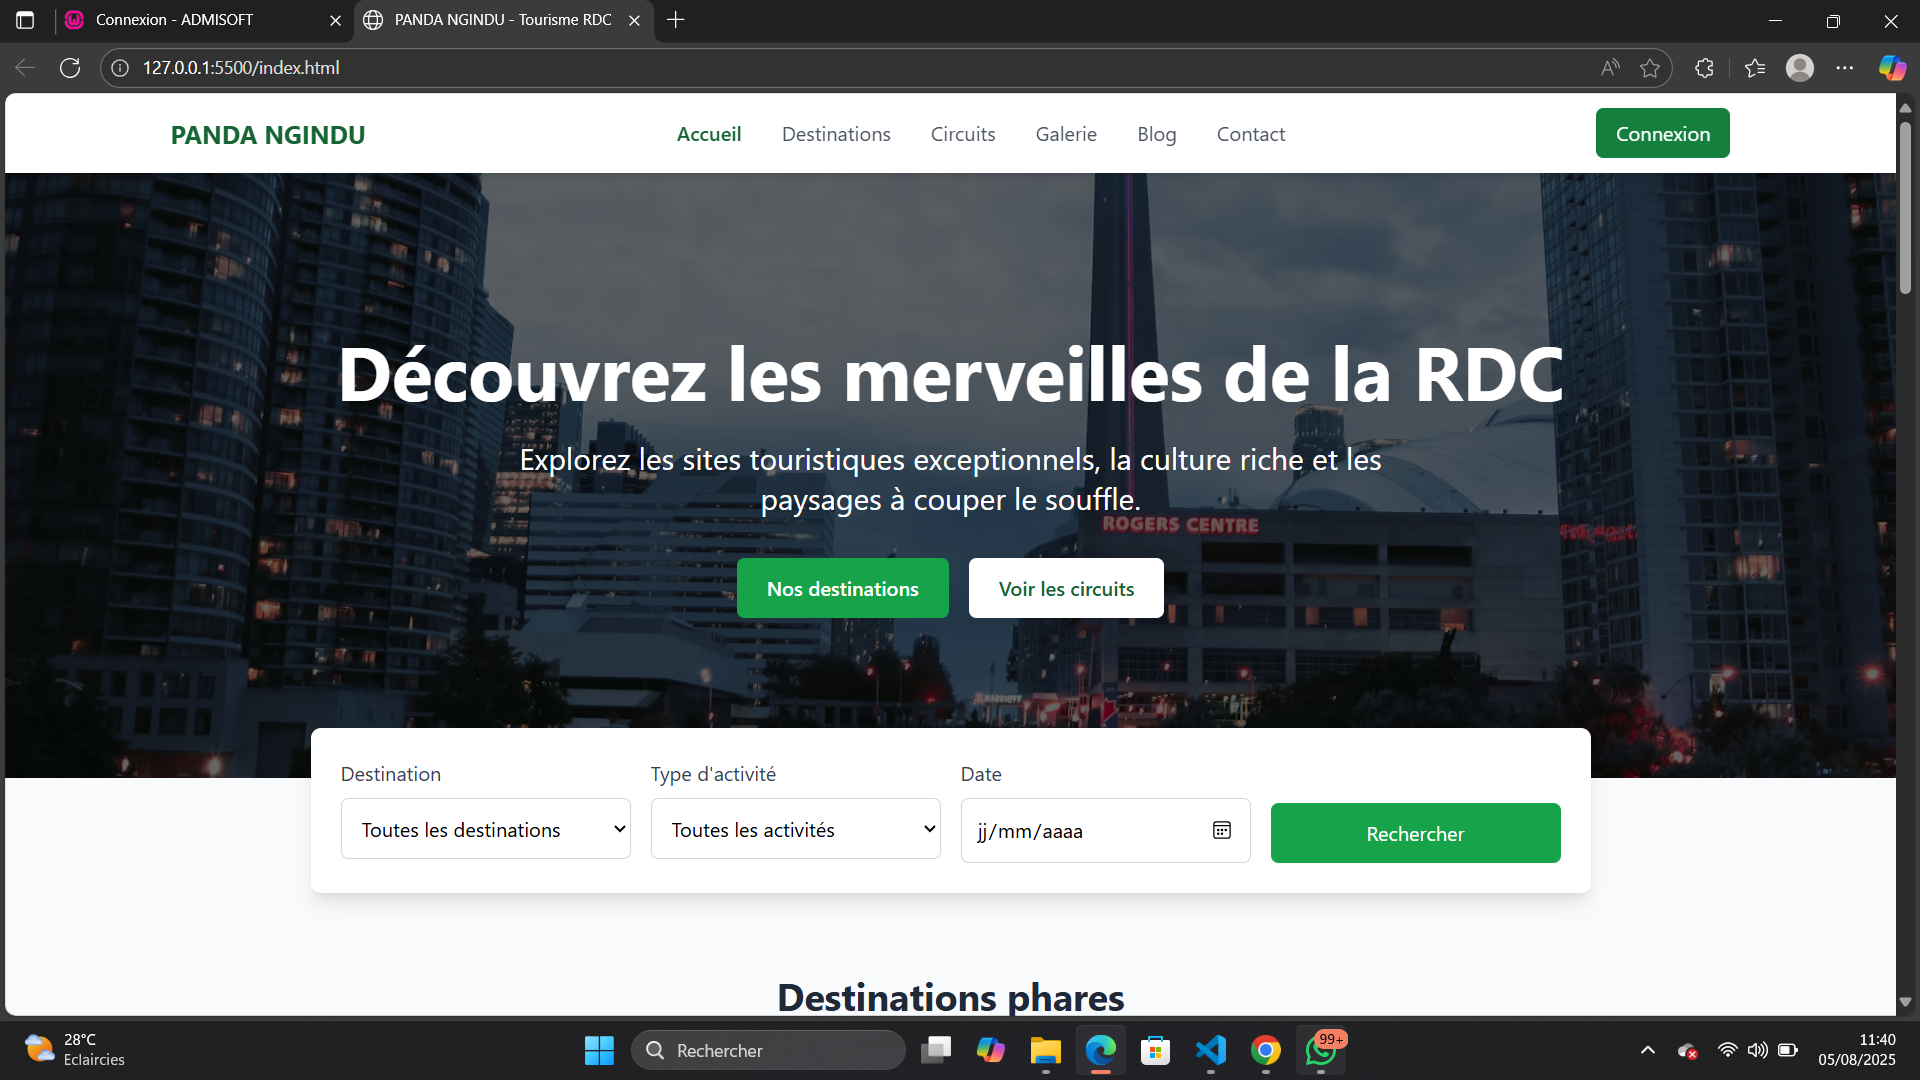 Connexion - ADMISOFT
PANDA NGINDU - Tourisme RDC
127.0.0.1:5500/index.html
PANDA NGINDU
Accueil
Destinations
Circuits
Galerie
Blog
Contact
Connexion
Découvrez les merveilles de la RDC
Explorez les sites touristiques exceptionnels, la culture riche et les
paysages à couper le souffle.
ROGERS CENTRE
Nos destinations
Voir les circuits
Destination
Type d'activité
Date
Toutes les destinations
Toutes les activités
jj/mm/aaaa
Rechercher
Destinations phares
28°C
Eclaircies
Rechercher
99+
11:40
05/08/2025